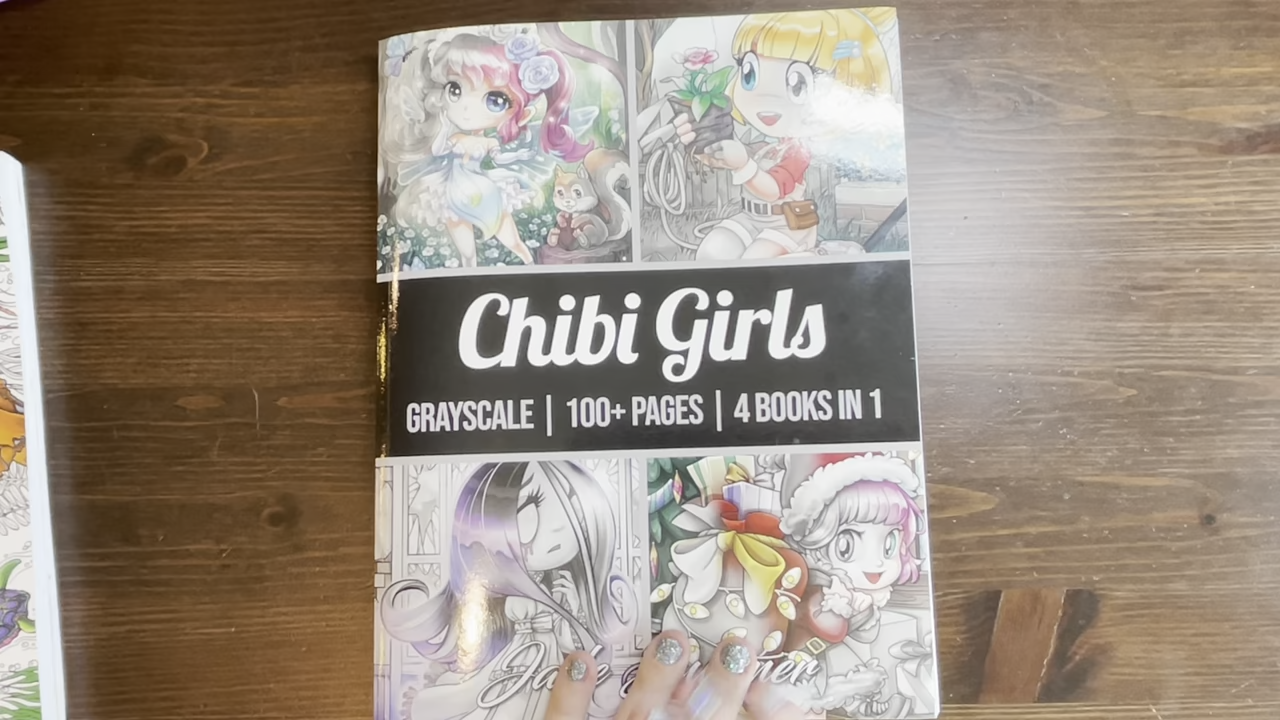 Chibi Girls
GRAYSCALE | 100+ PAGES | 4 BOOKS IN 1